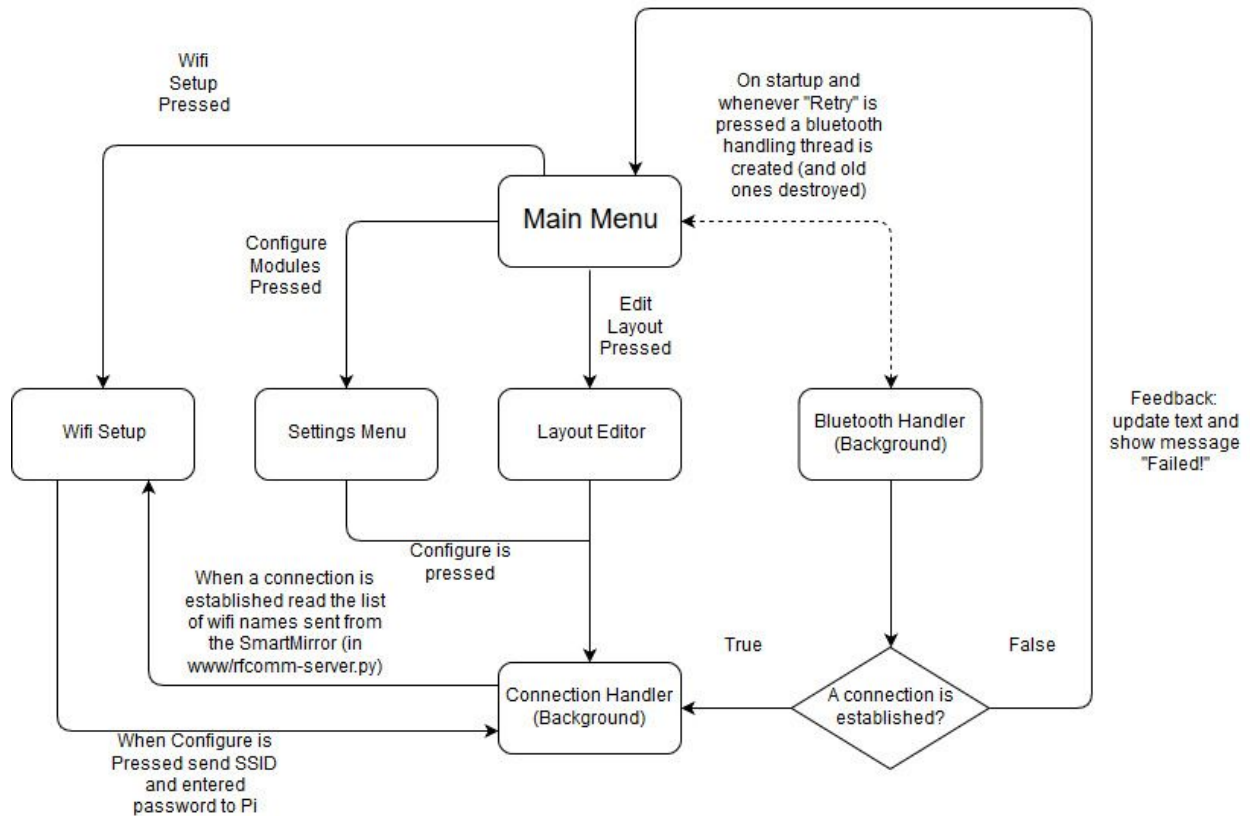 Wifi
Setup
Pressed
On startup and
whenever "Retry" is
pressed a bluetooth
handling thread is
created (and old
ones destroyed)
Main Menu
Configure
Modules
Pressed
Edit
Layout
Pressed
Wifi Setup
Settings Menu
Layout Editor
Bluetooth Handler
(Background)
Feedback:
update text and
show message
"Failed!"
Configure is
pressed
When a connection is
established read the list
of wifi names sent from
the SmartMirror (in
www/rfcomm-server.py)
True
False
Connection Handler
(Background)
A connection is
established?
When Configure is
Pressed send SSID
and entered
password to Pi